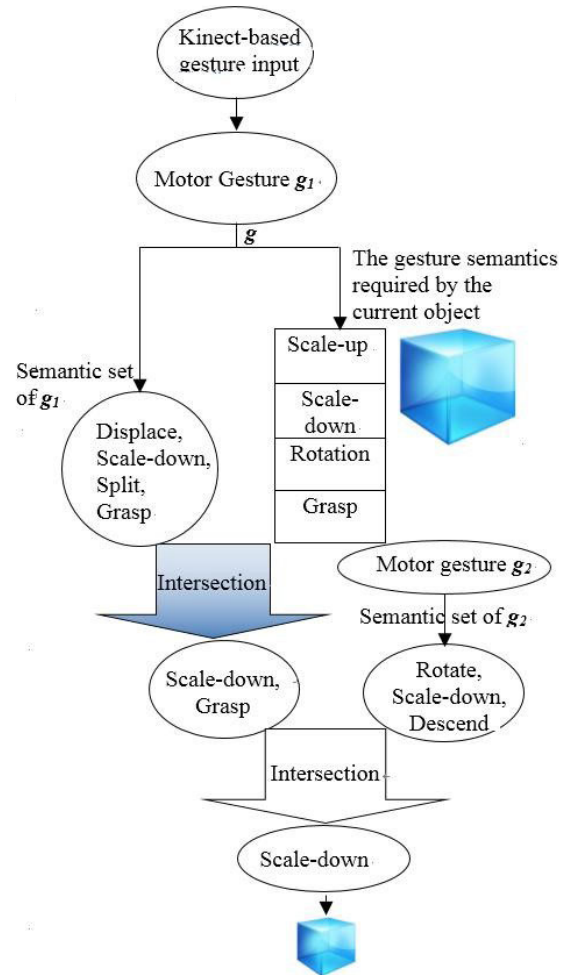 Kinect-based
gesture input
Motor Gesture g1
g
The gesture semantics
required by the
current object
Semantic set
of g1
Displace,
Scale-down,
Split,
Grasp
Scale-up
Scale-
down
Rotation
Grasp
Intersection
Motor gesture g2
Semantic set of g2
Scale-down,
Grasp
Rotate,
Scale-down,
Descend
Intersection
Scale-down